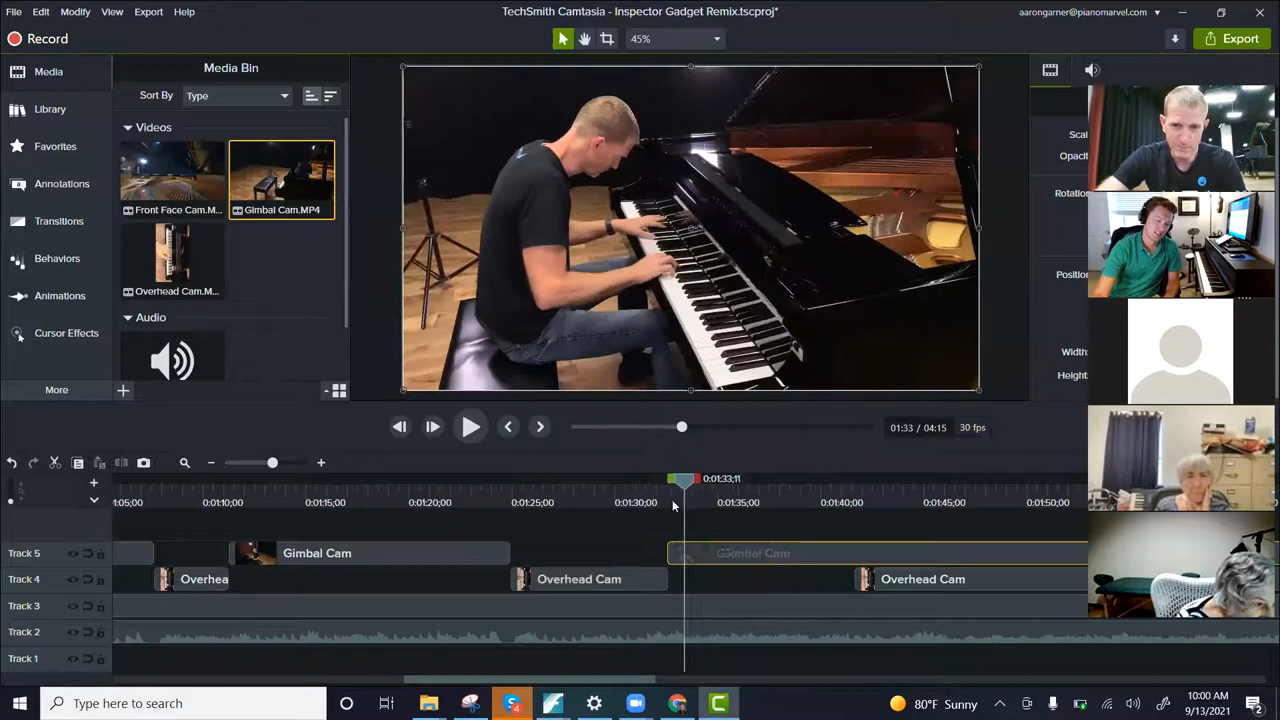 File Edit Modify View Export Help
TechSmith Camtasia - Inspector Gadget Remix.tscproj*
aarongarner@pianomarvel.com
Record
45%
Export
Media
Library
Favorites
Annotations
Transitions
Behaviors
Animations
Cursor Effects
More
Media Bin
Sort By Type
Videos
Front Face Cam.M...
Gimbal Cam.MP4
Overhead Cam.M...
Audio
Scal
Opac
Rotation
Position
Width
Height
01:33 / 04:15 30 fps
0:01:33;11
:05;00 0:01:10;00 0:01:15;00 0:01:20;00 0:01:25;00 0:01:30;00 0:01:35;00 0:01:40;00 0:01:45;00 0:01:50;00
Track 5 Gimbal Cam
Track 4 Overhea Overhead Cam Overhead Cam
Track 3
Track 2
Track 1
Type here to search
4
80°F Sunny
10:00 AM
9/13/2021
2